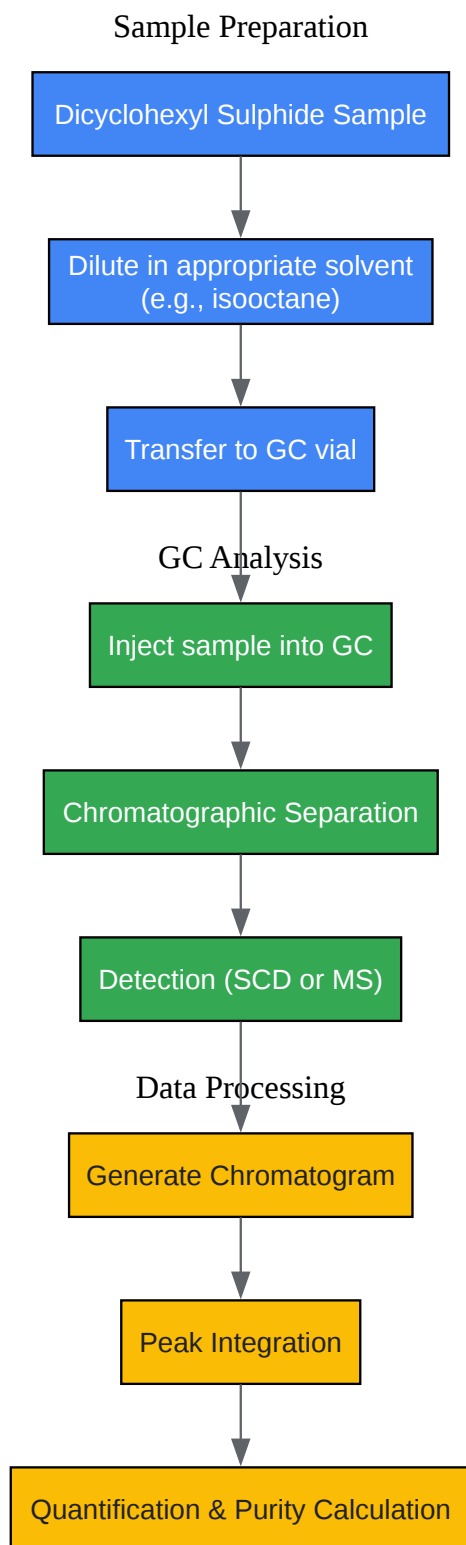 Sample Preparation
Dicyclohexyl Sulphide Sample
Dilute in appropriate solvent
(e.g., isooctane)
Transfer to GC vial
GC Analysis
Inject sample into GC
Chromatographic Separation
Detection (SCD or MS)
Data Processing
Generate Chromatogram
Peak Integration
Quantification & Purity Calculation